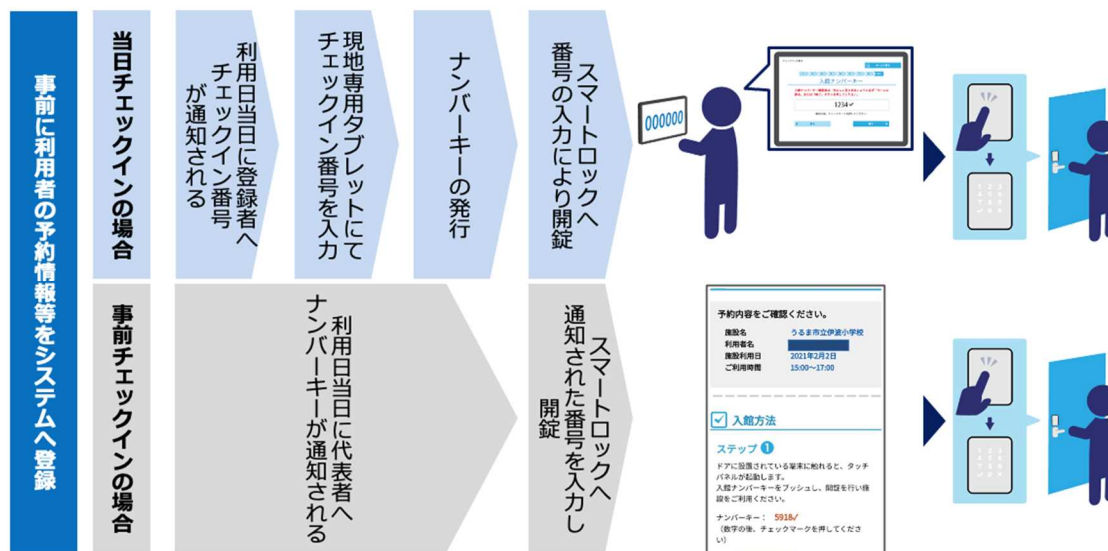 事前に利用者の予約情報等をシステムへ登録
当日チェックインの場合
利用日当日に登録者へ
チェックイン番号
が通知される
現地専用タブレットにて
チェックイン番号を入力
ナンバーキーの発行
スマートロックへ
番号の入力により開錠
000000
入館ナンバーキー
1234✓
事前チェックインの場合
利用日当日に代表者へ
ナンバーキーが通知される
スマートロックへ
通知された番号を入力し
開錠
予約内容をご確認ください。
施設名 うるま市立伊波小学校
利用者名
施設利用日 2021年2月2日
ご利用時間 15:00～17:00
入館方法
ステップ 1
ドアに設置されている端末に触れると、タッチ
パネルが起動します。
入館ナンバーキーをプッシュし、開錠を行い施
設をご利用ください。
ナンバーキー： 5918✓
（数字の後、チェックマークを押してくださ
い）